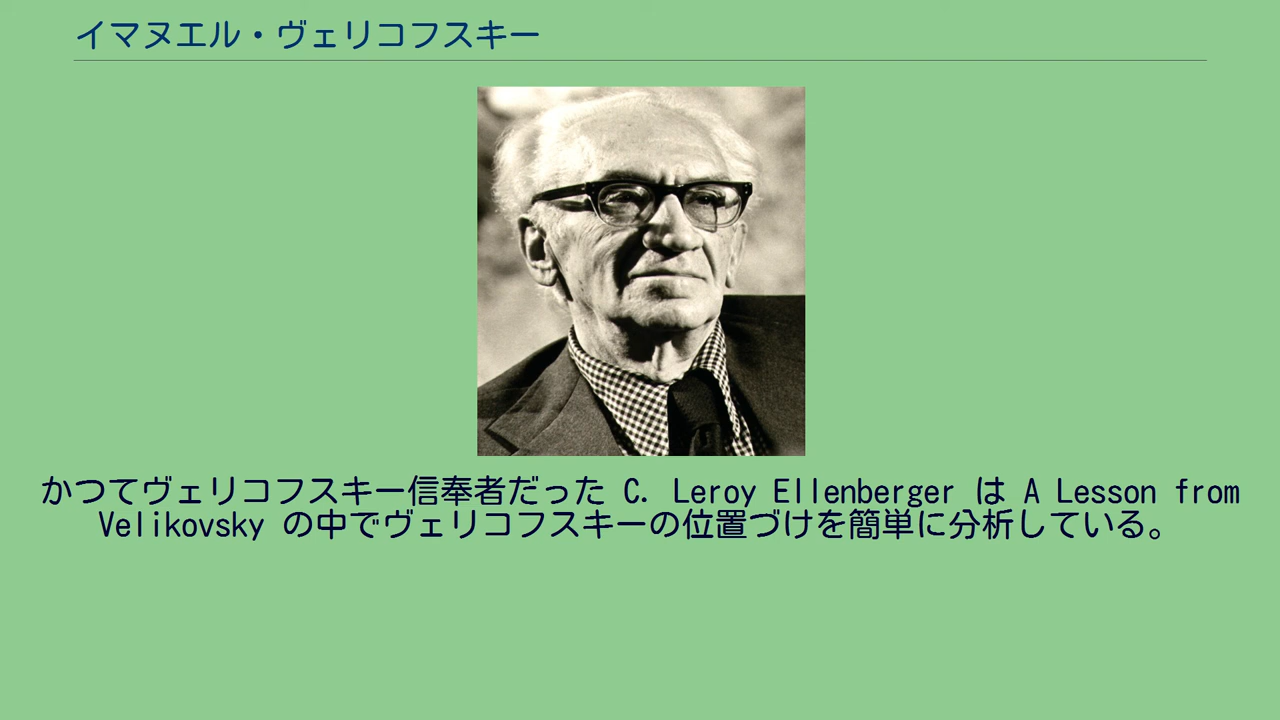 イマヌエル・ヴェリコフスキー
かつてヴェリコフスキー信奉者だった C. Leroy Ellenberger は A Lesson from
Velikovsky の中でヴェリコフスキーの位置づけを簡単に分析している。